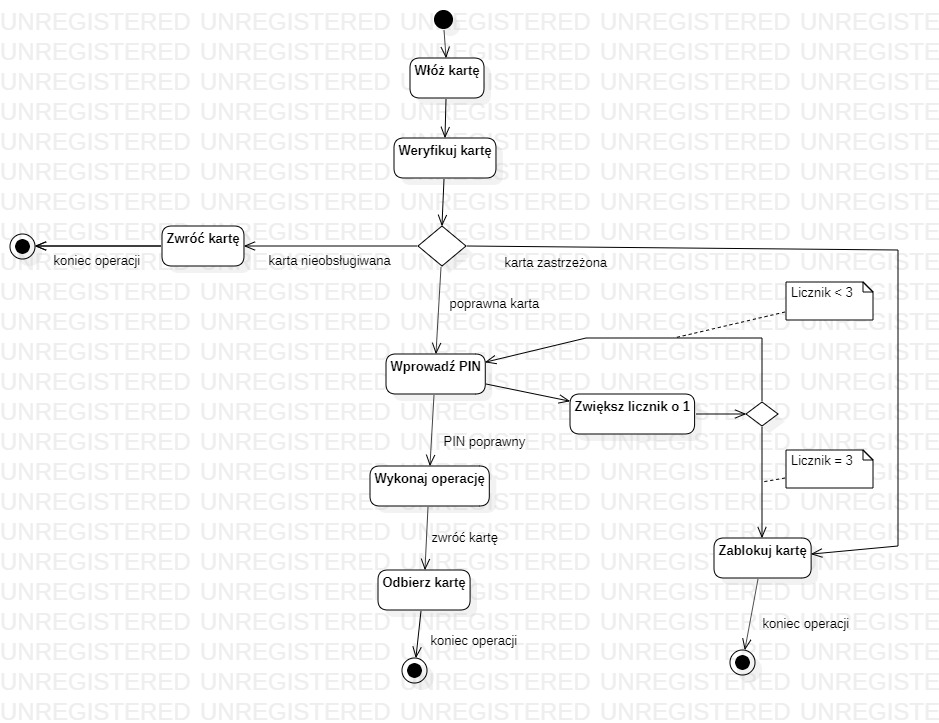 Włóż kartę
Weryfikuj kartę
Zwróć kartę
koniec operacji
karta nieobsługiwana
karta zastrzeżona
poprawna karta
Licznik < 3
Wprowadź PIN
Zwiększ licznik o 1
PIN poprawny
Licznik = 3
Wykonaj operację
zwróć kartę
Zablokuj kartę
Odbierz kartę
koniec operacji
koniec operacji
UNREGISTERED